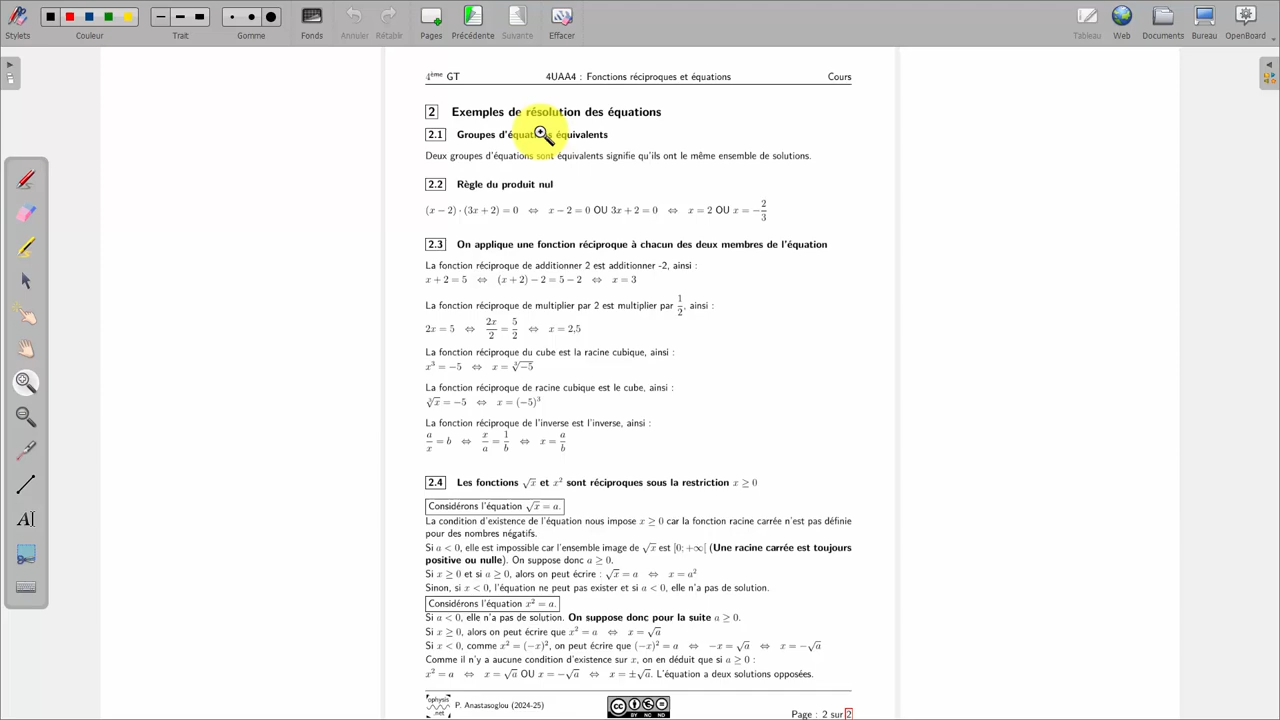 Stylets Couleur Trait Gomme Fonds Annuler Rétablir Pages Précédente Suivante Effacer Tableau Web Documents Bureau OpenBoard
4ème GT 4UAA4 : Fonctions réciproques et équations Cours
2 Exemples de résolution des équations
2.1 Groupes d'équations équivalents
Deux groupes d'équations sont équivalents signifie qu'ils ont le même ensemble de solutions.
2.2 Règle du produit nul
(x − 2) · (3x + 2) = 0 ⇔ x − 2 = 0 OU 3x + 2 = 0 ⇔ x = 2 OU x = −2/3
2.3 On applique une fonction réciproque à chacun des deux membres de l'équation
La fonction réciproque de additionner 2 est additionner -2, ainsi :
x + 2 = 5 ⇔ (x + 2) − 2 = 5 − 2 ⇔ x = 3
La fonction réciproque de multiplier par 2 est multiplier par 1/2, ainsi :
2x = 5 ⇔ 2x/2 = 5/2 ⇔ x = 2,5
La fonction réciproque du cube est la racine cubique, ainsi :
x³ = −5 ⇔ x = ∛−5
La fonction réciproque de racine cubique est le cube, ainsi :
∛x = −5 ⇔ x = (−5)³
La fonction réciproque de l'inverse est l'inverse, ainsi :
a/x = b ⇔ x/a = 1/b ⇔ x = a/b
2.4 Les fonctions √x et x² sont réciproques sous la restriction x ≥ 0
Considérons l'équation √x = a.
La condition d'existence de l'équation nous impose x ≥ 0 car la fonction racine carrée n'est pas définie
pour des nombres négatifs.
Si a < 0, elle est impossible car l'ensemble image de √x est [0; +∞[ (Une racine carrée est toujours
positive ou nulle). On suppose donc a ≥ 0.
Si x ≥ 0 et si a ≥ 0, alors on peut écrire : √x = a ⇔ x = a²
Sinon, si x < 0, l'équation ne peut pas exister et si a < 0, elle n'a pas de solution.
Considérons l'équation x² = a.
Si a < 0, elle n'a pas de solution. On suppose donc pour la suite a ≥ 0.
Si x ≥ 0, alors on peut écrire que x² = a ⇔ x = √a
Si x < 0, comme x² = (−x)², on peut écrire que (−x)² = a ⇔ −x = √a ⇔ x = −√a
Comme il n'y a aucune condition d'existence sur x, on en déduit que si a ≥ 0 :
x² = a ⇔ x = √a OU x = −√a ⇔ x = ±√a. L'équation a deux solutions opposées.
ophysis
.net
P. Anastasoglou (2024-25)
cc BY NC ND
Page : 2 sur 2